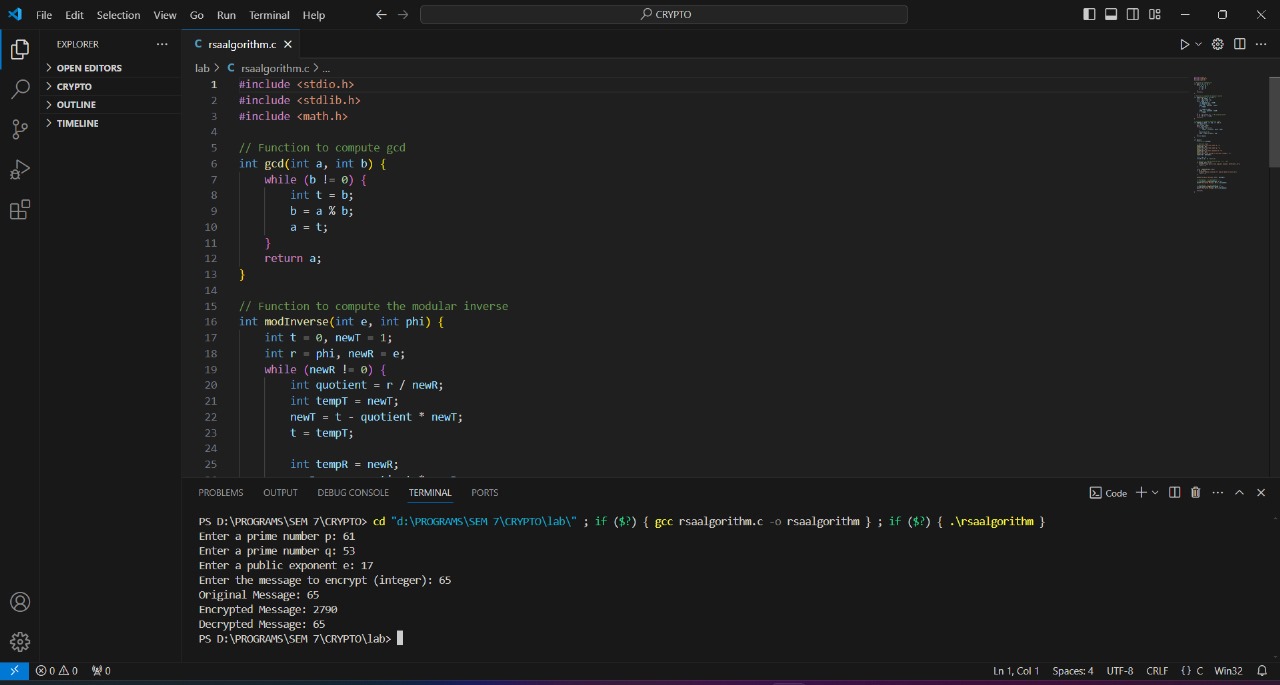 File Edit Selection View Go Run Terminal Help CRYPTO
EXPLORER
OPEN EDITORS
CRYPTO
OUTLINE
TIMELINE
C rsaalgorithm.c
lab > C rsaalgorithm.c > ...
1 #include <stdio.h>
2 #include <stdlib.h>
3 #include <math.h>
4
5 // Function to compute gcd
6 int gcd(int a, int b) {
7 while (b != 0) {
8 int t = b;
9 b = a % b;
10 a = t;
11 }
12 return a;
13 }
14
15 // Function to compute the modular inverse
16 int modInverse(int e, int phi) {
17 int t = 0, newT = 1;
18 int r = phi, newR = e;
19 while (newR != 0) {
20 int quotient = r / newR;
21 int tempT = newT;
22 newT = t - quotient * newT;
23 t = tempT;
24
25 int tempR = newR;
PROBLEMS OUTPUT DEBUG CONSOLE TERMINAL PORTS Code
PS D:\PROGRAMS\SEM 7\CRYPTO> cd "d:\PROGRAMS\SEM 7\CRYPTO\lab\" ; if ($?) { gcc rsaalgorithm.c -o rsaalgorithm } ; if ($?) { .\rsaalgorithm }
Enter a prime number p: 61
Enter a prime number q: 53
Enter a public exponent e: 17
Enter the message to encrypt (integer): 65
Original Message: 65
Encrypted Message: 2790
Decrypted Message: 65
PS D:\PROGRAMS\SEM 7\CRYPTO\lab>
0 0 0 Ln 1, Col 1 Spaces: 4 UTF-8 CRLF {} C Win32